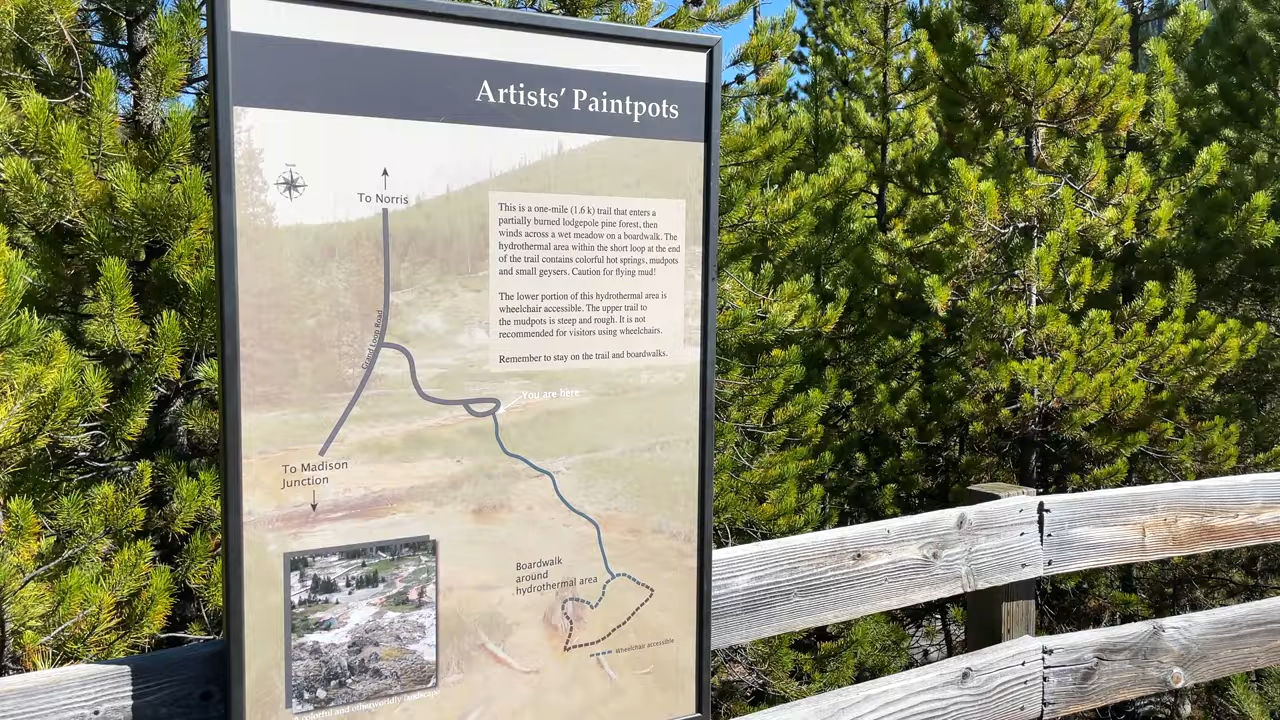 Artists' Paintpots
North
To Norris
This is a one-mile (1.6 k) trail that enters a
partially burned lodgepole pine forest, then
winds across a wet meadow on a boardwalk. The
hydrothermal area within the short loop at the end
of the trail contains colorful hot springs, mudpots
and small geysers. Caution for flying mud!
The lower portion of this hydrothermal area is
wheelchair accessible. The upper trail to
the mudpots is steep and rough. It is not
recommended for visitors using wheelchairs.
Remember to stay on the trail and boardwalks.
Grand Loop Road
You are here
To Madison
Junction
Boardwalk
around
hydrothermal area
Wheelchair accessible
A colorful and otherworldly landscape